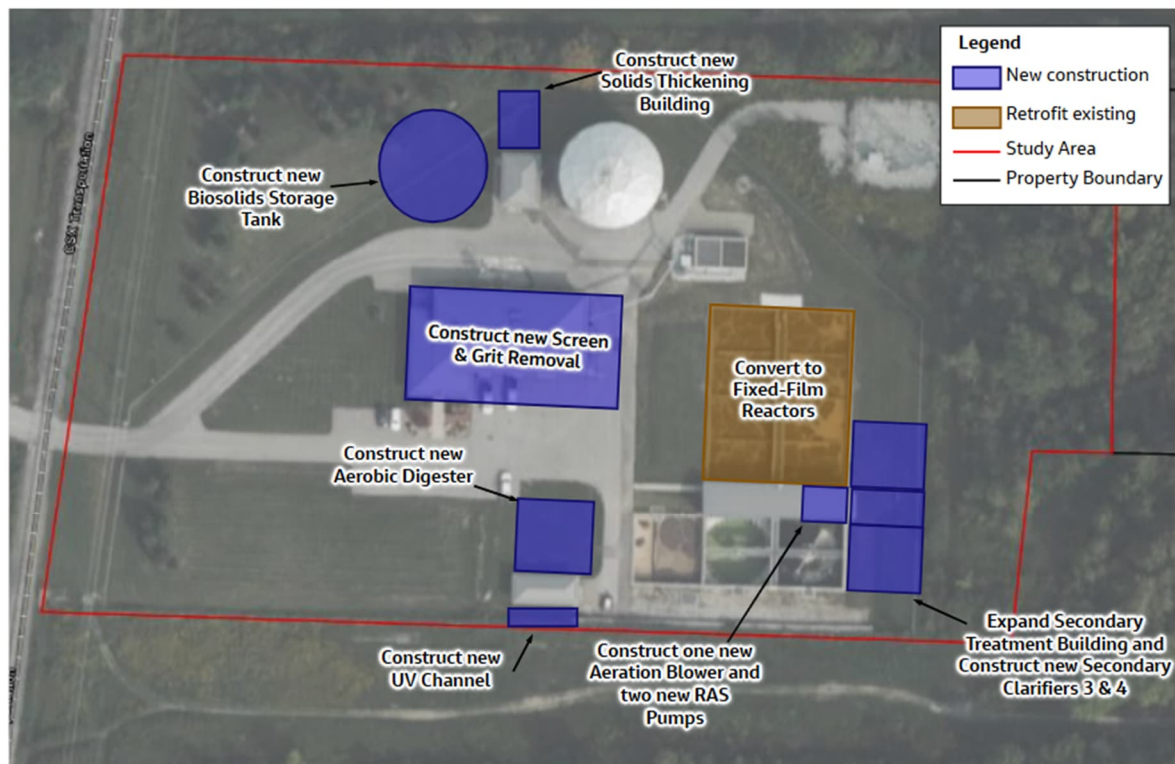 Construct new
Solids Thickening
Building
Legend
New construction
Retrofit existing
Study Area
Property Boundary
Construct new
Biosolids Storage
Tank
CSX Transportation
Construct new Screen
& Grit Removal
Convert to
Fixed-Film
Reactors
Construct new
Aerobic Digester
Construct new
UV Channel
Construct one new
Aeration Blower and
two new RAS
Pumps
Expand Secondary
Treatment Building and
Construct new Secondary
Clarifiers 3 & 4